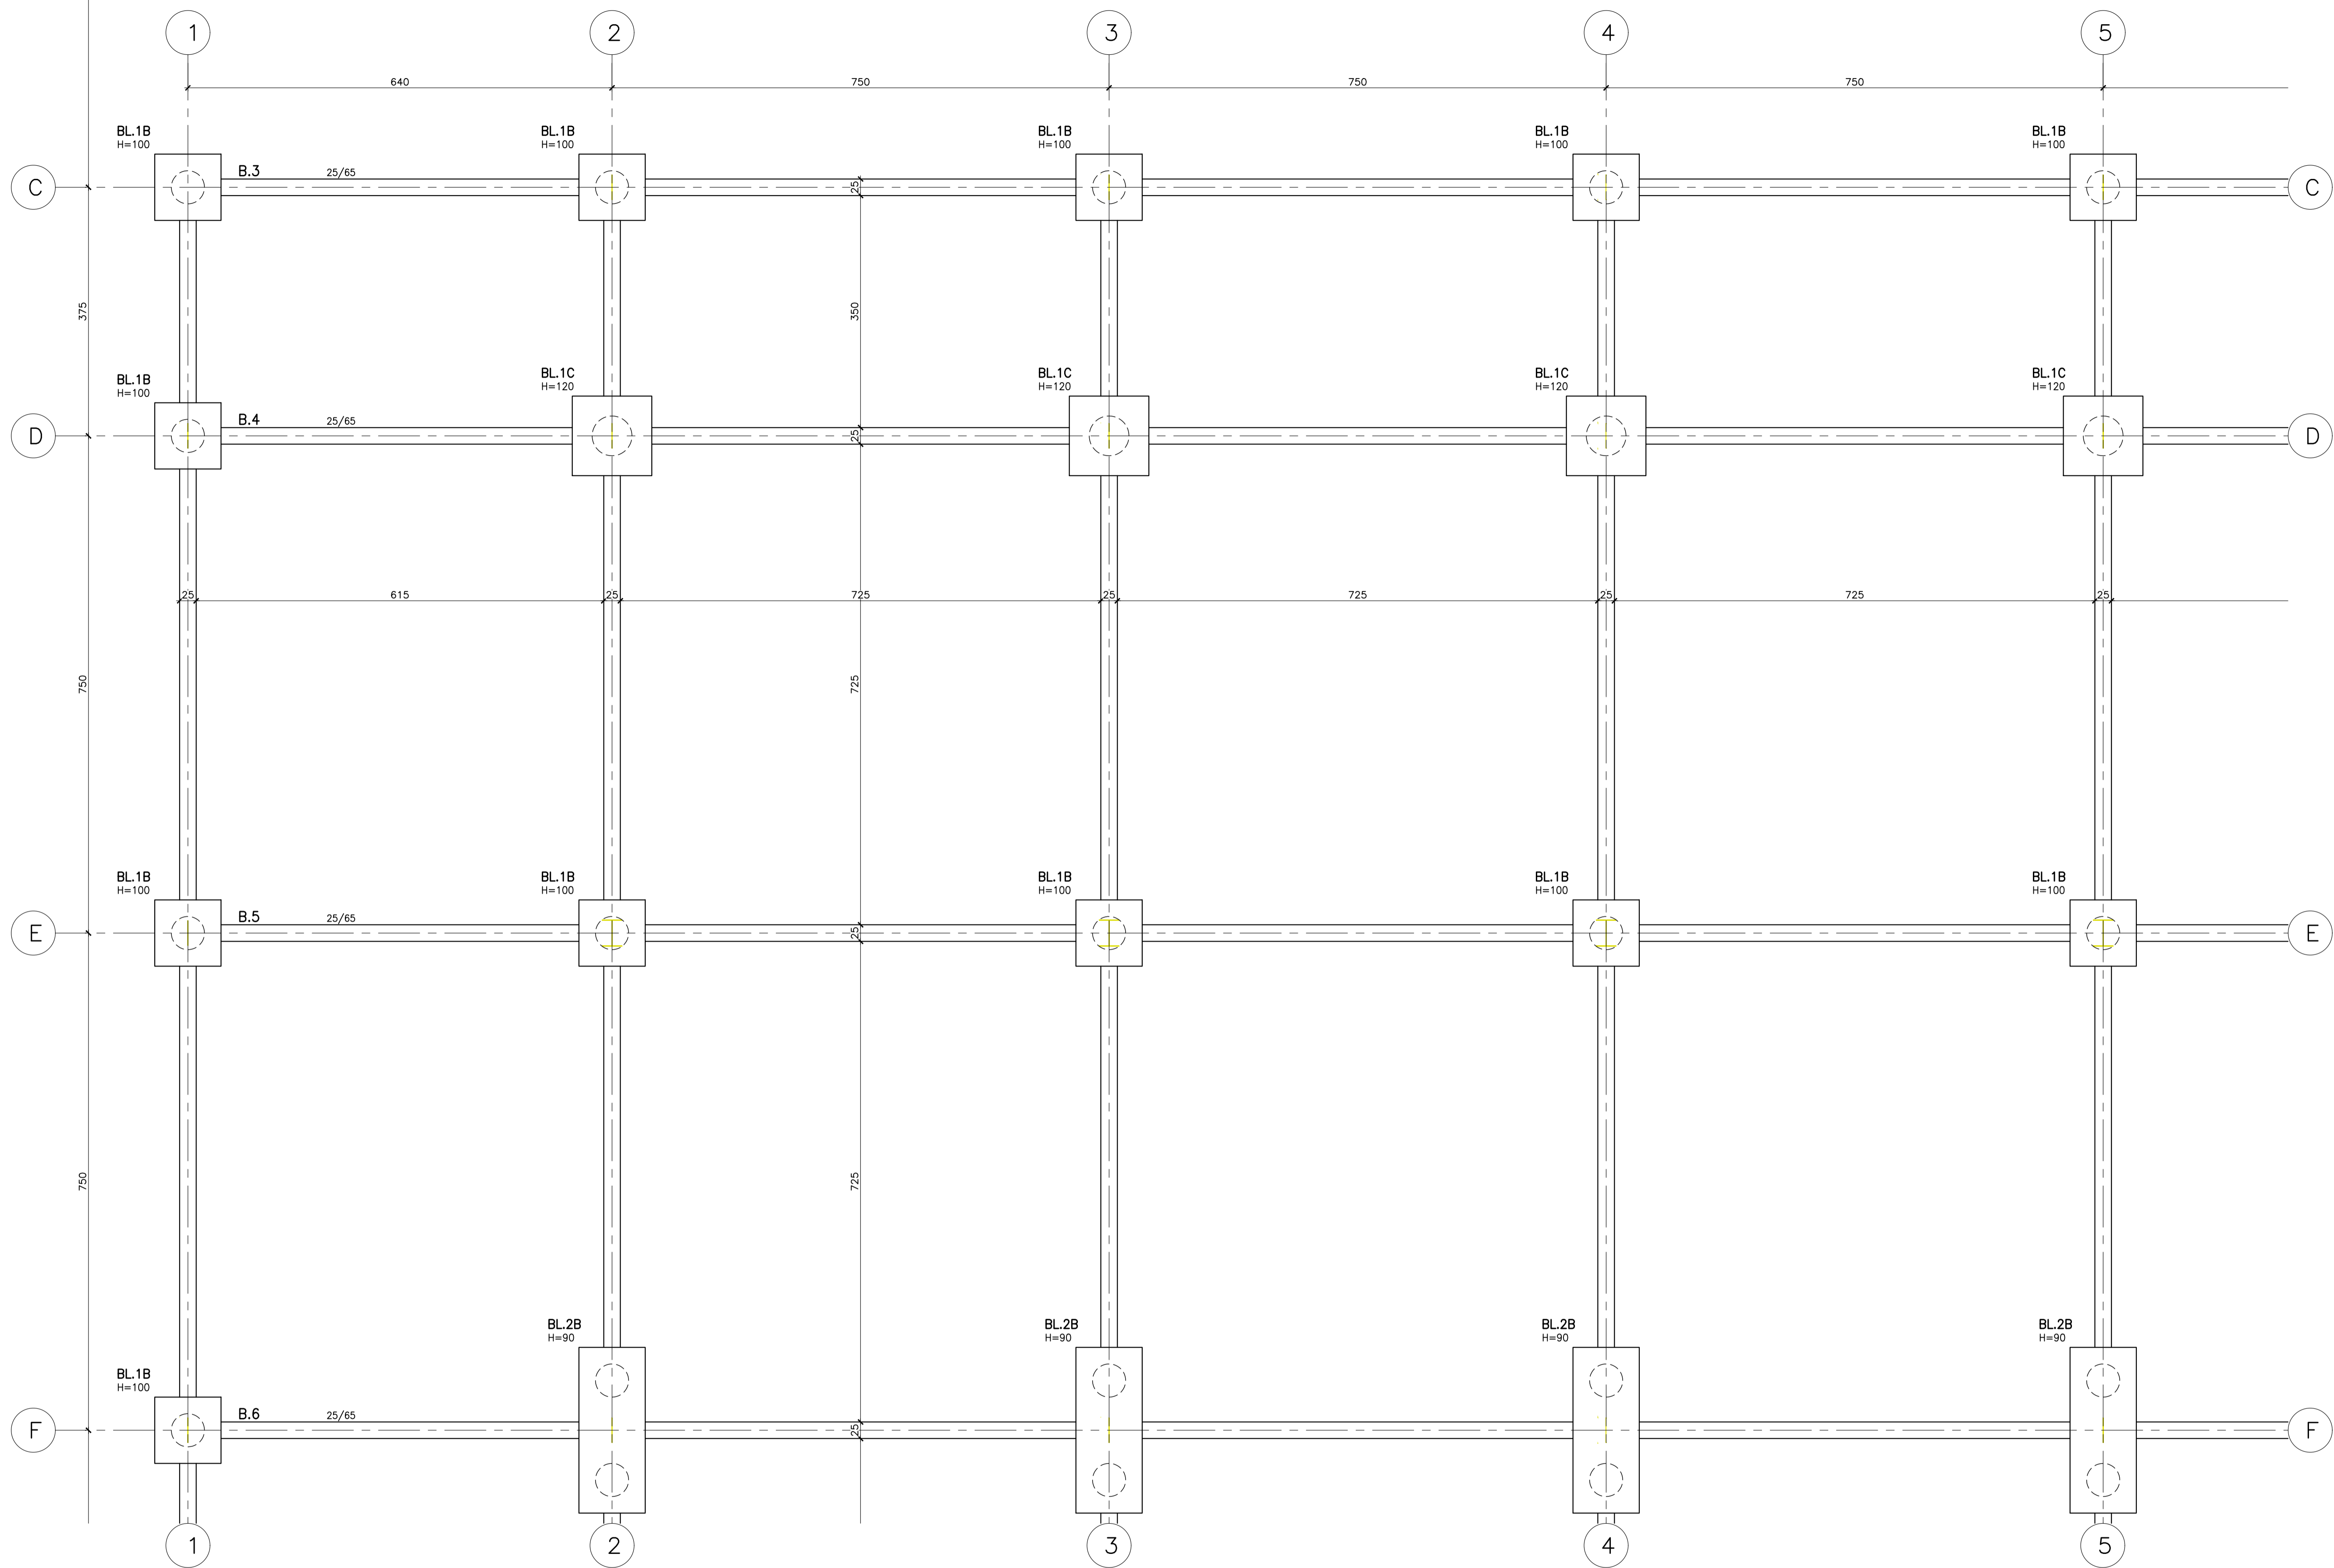 1 2 3 4 5
640 750 750 750
BL.1B BL.1B BL.1B BL.1B BL.1B
H=100 H=100 H=100 H=100 H=100
B.3 25/65
C 25 C
375 350
BL.1B BL.1C BL.1C BL.1C BL.1C
H=100 H=120 H=120 H=120 H=120
B.4 25/65
D 25 D
25 615 25 725 25 725 25 725 25
750 725
BL.1B BL.1B BL.1B BL.1B BL.1B
H=100 H=100 H=100 H=100 H=100
B.5 25/65
E 25 E
750 725
BL.2B BL.2B BL.2B BL.2B
H=90 H=90 H=90 H=90
BL.1B
H=100
B.6 25/65
F 25 F
1 2 3 4 5